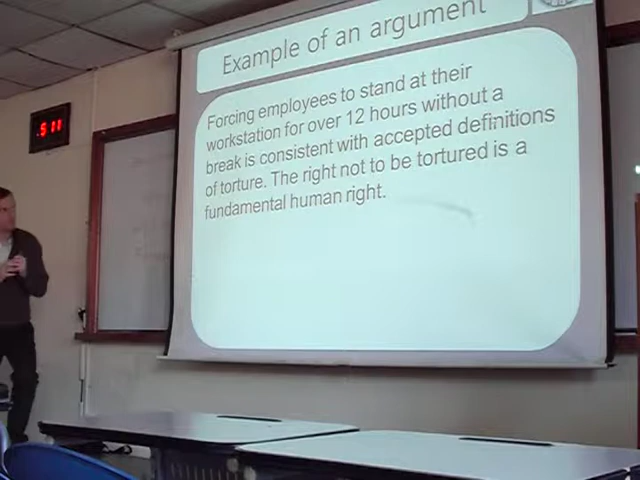 Example of an argument
Forcing employees to stand at their
workstation for over 12 hours without a
break is consistent with accepted definitions
of torture. The right not to be tortured is a
fundamental human right.